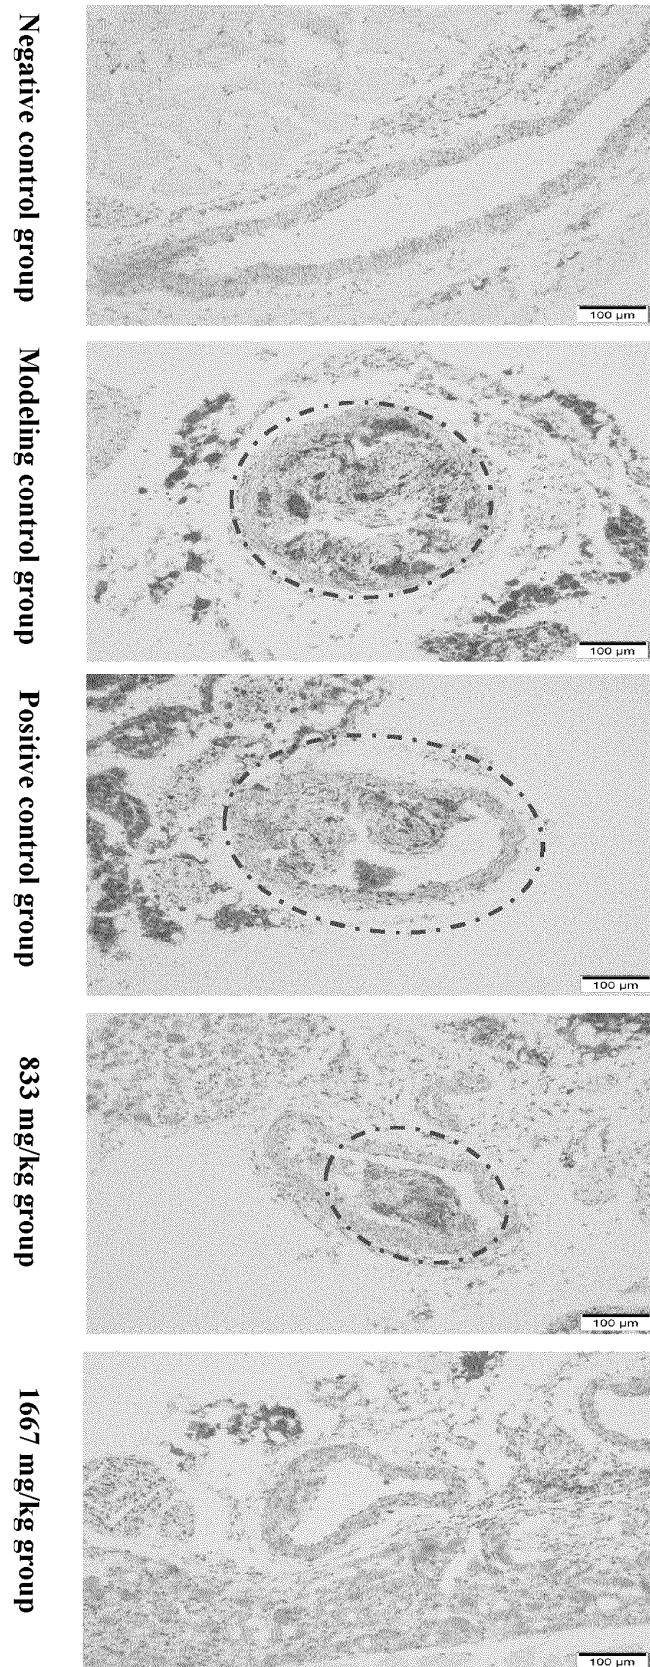 Negative control group
100 µm
Modeling control group
100 µm
Positive control group
100 µm
833 mg/kg group
100 µm
1667 mg/kg group
100 µm